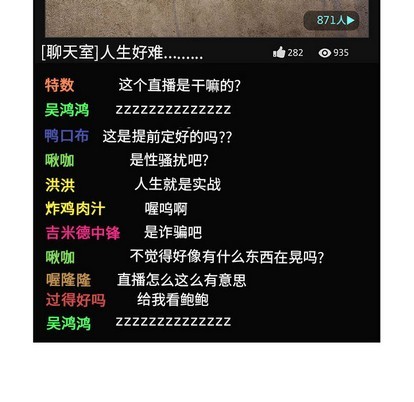 871人▶
[聊天室]人生好难......... 282 935
特数 这个直播是干嘛的?
吴鸿鸿 zzzzzzzzzzzzzz
鸭口布 这是提前定好的吗??
啾咖 是性骚扰吧?
洪洪 人生就是实战
炸鸡肉汁 喔呜啊
吉米德中锋 是诈骗吧
啾咖 不觉得好像有什么东西在晃吗?
喔隆隆 直播怎么这么有意思
过得好吗 给我看鲍鲍
吴鸿鸿 zzzzzzzzzzzzzz